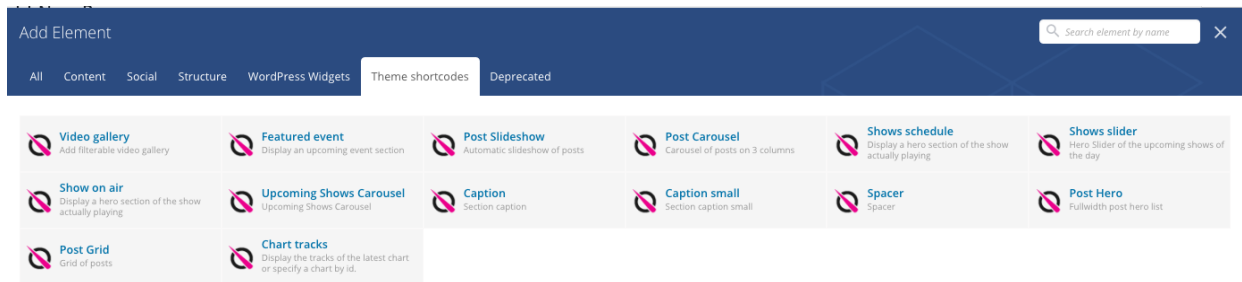 Add Element
Search element by name
All Content Social Structure WordPress Widgets Theme shortcodes Deprecated
Video gallery
Add filterable video gallery
Featured event
Display an upcoming event section
Post Slideshow
Automatic slideshow of posts
Post Carousel
Carousel of posts on 3 columns
Shows schedule
Display a hero section of the show
actually playing
Shows slider
Hero Slider of the upcoming shows of
the day
Show on air
Display a hero section of the show
actually playing
Upcoming Shows Carousel
Upcoming Shows Carousel
Caption
Section caption
Caption small
Section caption small
Spacer
Spacer
Post Hero
Fullwidth post hero list
Post Grid
Grid of posts
Chart tracks
Display the tracks of the latest chart
or specify a chart by id.